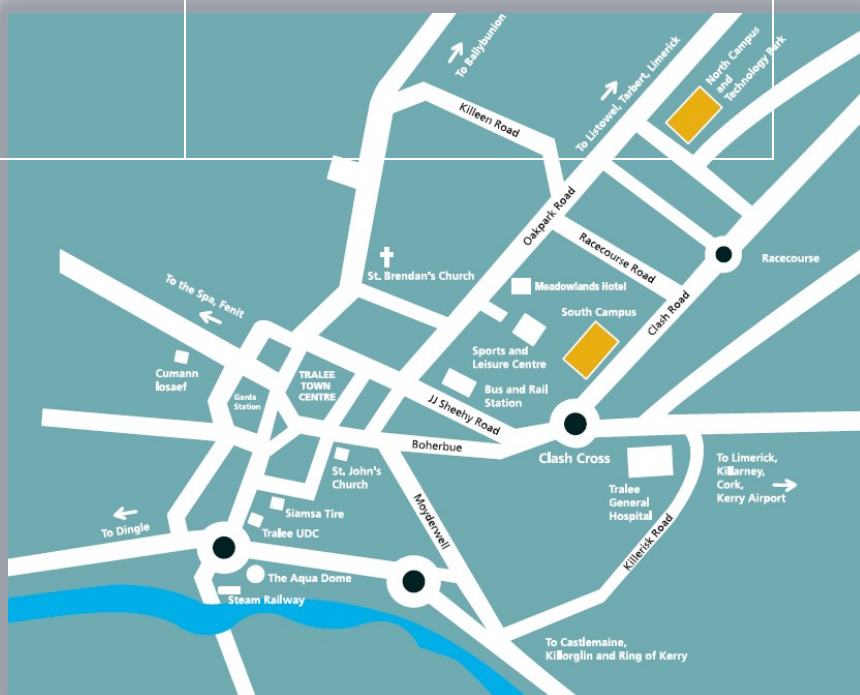 To Ballybunion
North Campus
and
Technology Park
To Listowel, Tarbert, Limerick
Killeen Road
Oakpark Road
Racecourse Road
Racecourse
St. Brendan"s Church
Meadowlands Hotel
South Campus
Clash Road
To the Spa, Fenit
Sports and
Leisure Centre
Cumann
Iosaef
Garda
Station
TRALEE
TOWN
CENTRE
Bus and Rail
Station
JJ Sheehy Road
Boherbue
Clash Cross
St. John's
Church
Tralee
General
Hospital
To Limerick,
Killarney,
Cork,
Kerry Airport
Moyderwell
Siamsa Tire
Tralee UDC
To Dingle
Killerisk Road
The Aqua Dome
Steam Railway
To Castlemaine,
Killorglin and Ring of Kerry